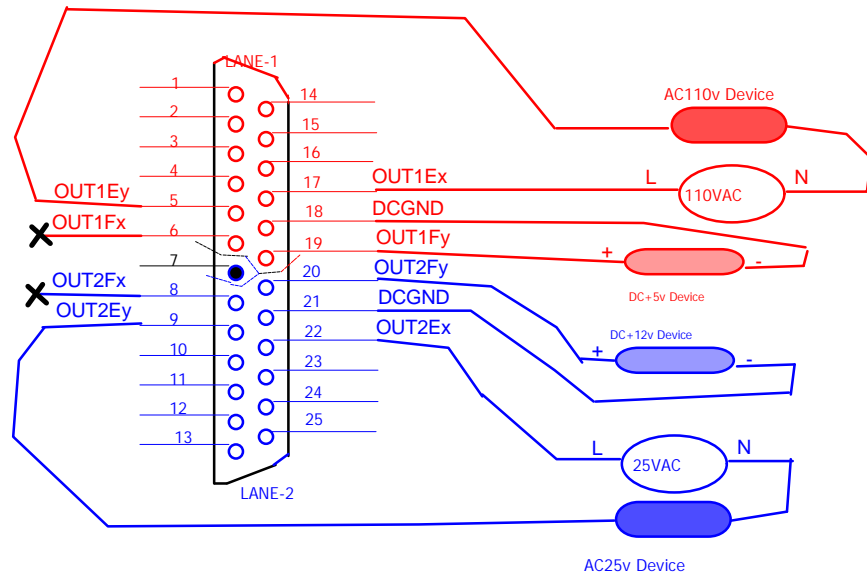 LANE-1
1
14
AC110v Device
2
15
3
16
4
17
OUT1Ex
L
110VAC
N
OUT1Ey
5
18
DCGND
OUT1Fx
6
19
OUT1Fy
+
-
DC+5v Device
7
20
OUT2Fy
OUT2Fx
8
21
DCGND
DC+12v Device
OUT2Ey
9
22
OUT2Ex
+
-
10
23
11
24
12
25
13
L
25VAC
N
LANE-2
AC25v Device